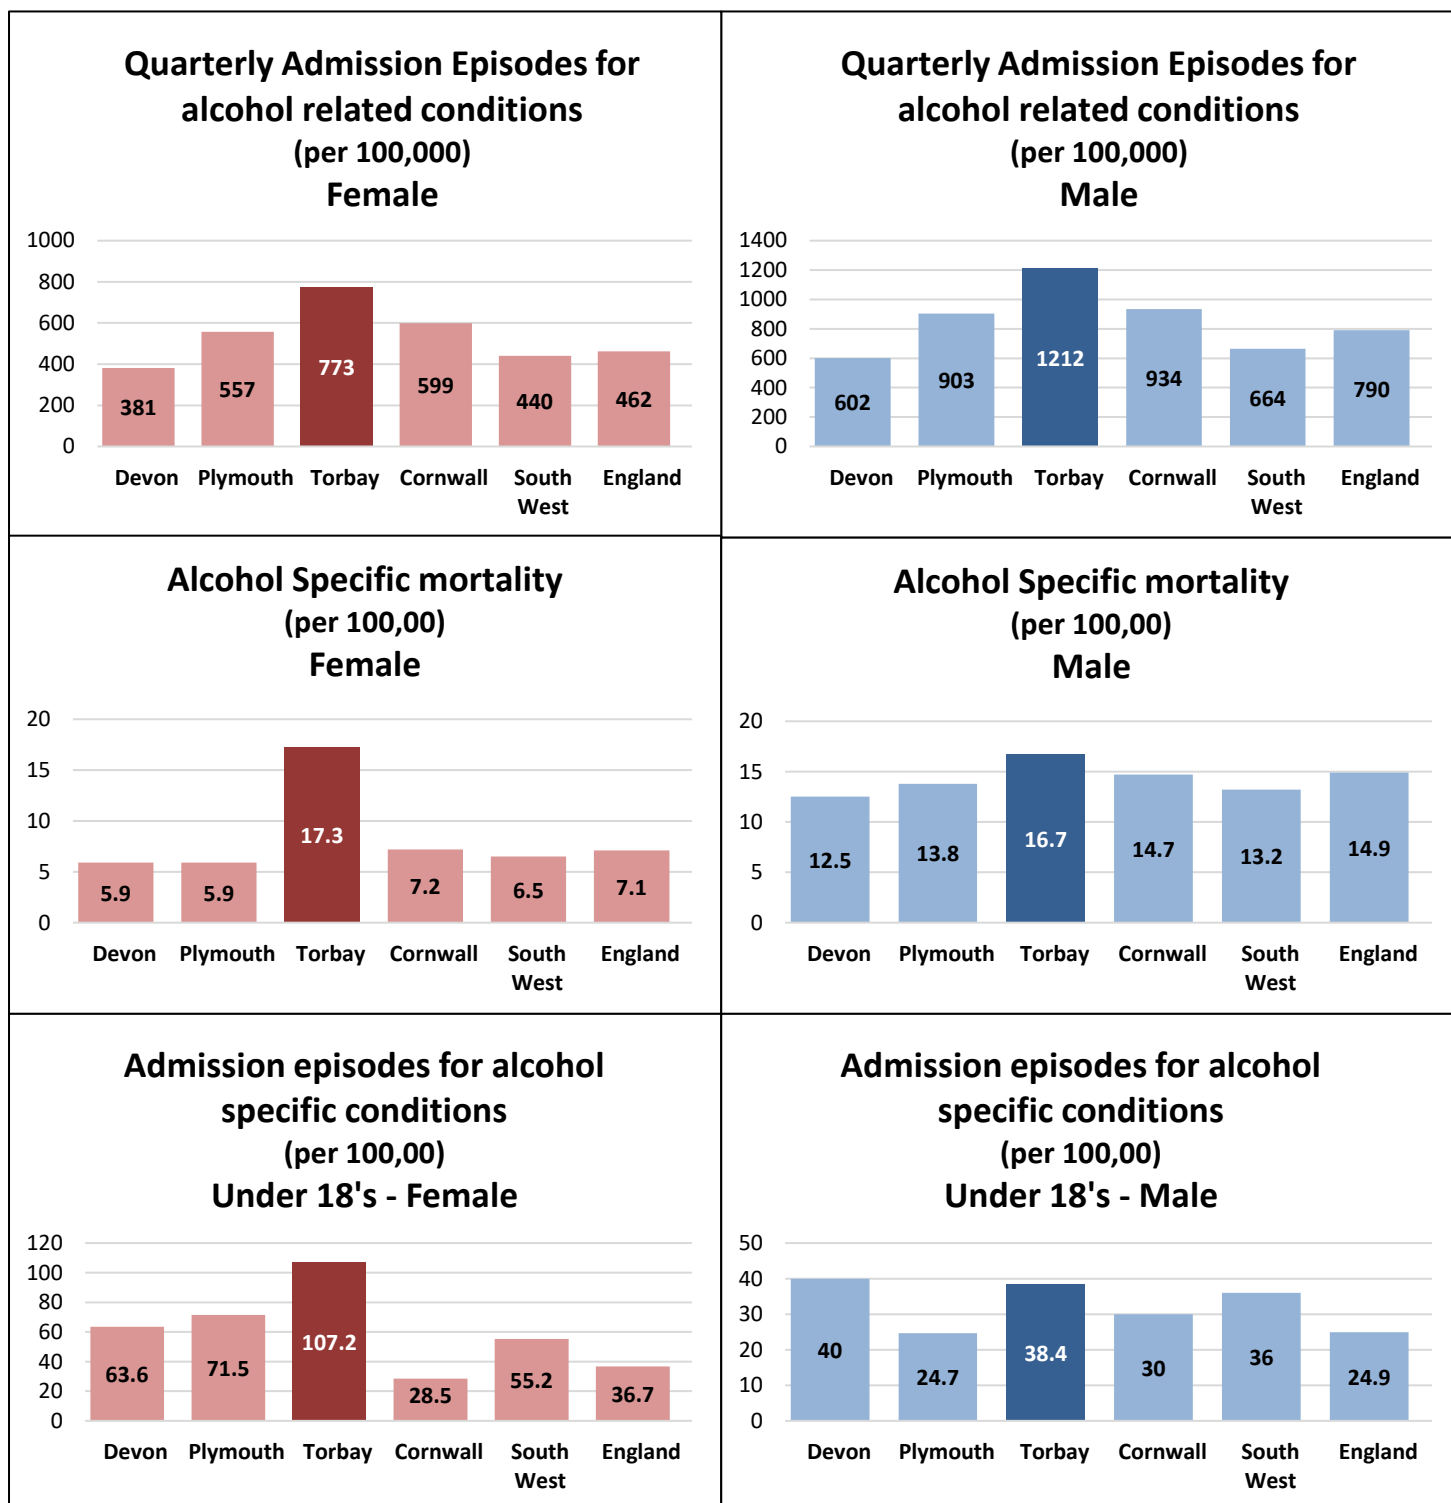 Quarterly Admission Episodes for
alcohol related conditions
(per 100,000)
Female
1000
800
600
400
200
0
381
557
773
599
440
462
Devon
Plymouth
Torbay
Cornwall
South
West
England
Quarterly Admission Episodes for
alcohol related conditions
(per 100,000)
Male
1400
1200
1000
800
600
400
200
0
602
903
1212
934
664
790
Devon
Plymouth
Torbay
Cornwall
South
West
England
Alcohol Specific mortality
(per 100,00)
Female
20
15
10
5
0
5.9
5.9
17.3
7.2
6.5
7.1
Devon
Plymouth
Torbay
Cornwall
South
West
England
Alcohol Specific mortality
(per 100,00)
Male
20
15
10
5
0
12.5
13.8
16.7
14.7
13.2
14.9
Devon
Plymouth
Torbay
Cornwall
South
West
England
Admission episodes for alcohol
specific conditions
(per 100,00)
Under 18's - Female
120
100
80
60
40
20
0
63.6
71.5
107.2
28.5
55.2
36.7
Devon
Plymouth
Torbay
Cornwall
South
West
England
Admission episodes for alcohol
specific conditions
(per 100,00)
Under 18's - Male
50
40
30
20
10
0
40
24.7
38.4
30
36
24.9
Devon
Plymouth
Torbay
Cornwall
South
West
England